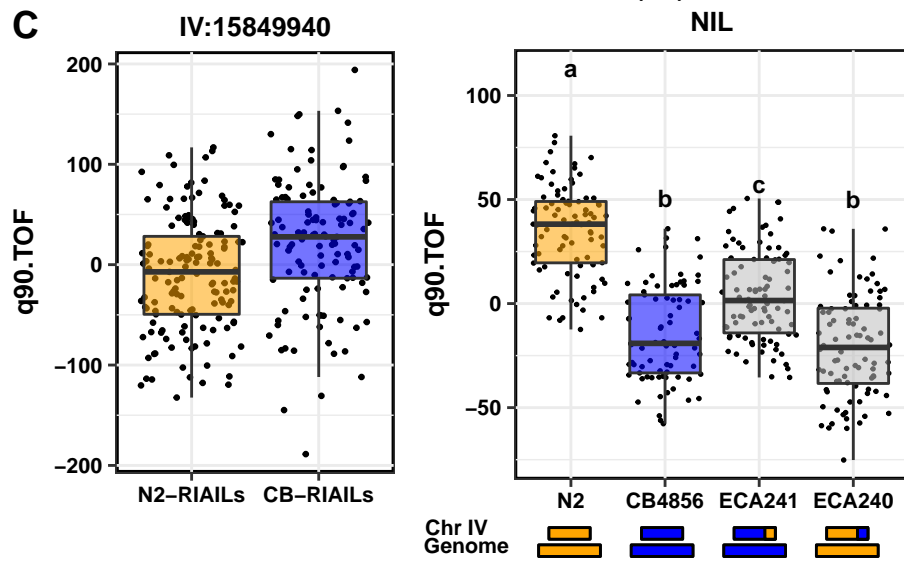 C
IV:15849940
q90.TOF
200
100
0
−100
−200
N2−RIAILs CB−RIAILs
NIL
q90.TOF
100
50
0
−50
a
b
c
b
N2 CB4856 ECA241 ECA240
Chr IV
Genome